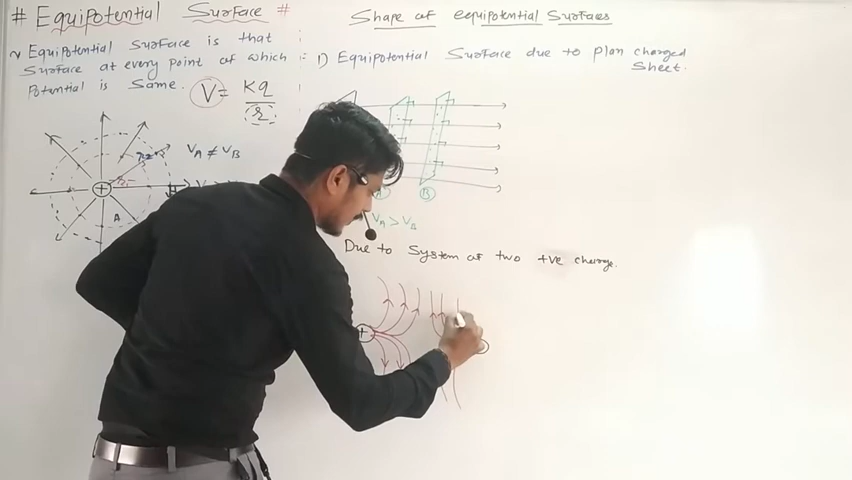 # Equipotential Surface #
~ Equipotential Surface is that
Surface at every point of which
Potential is Same.
V = Kq
r
VA ≠ VB
r2
r1
A
+
Shape of equipotential Surfaces
1) Equipotential Surface due to plan charged
Sheet.
A B
VA > VB
Due to System of two +ve charge.
+